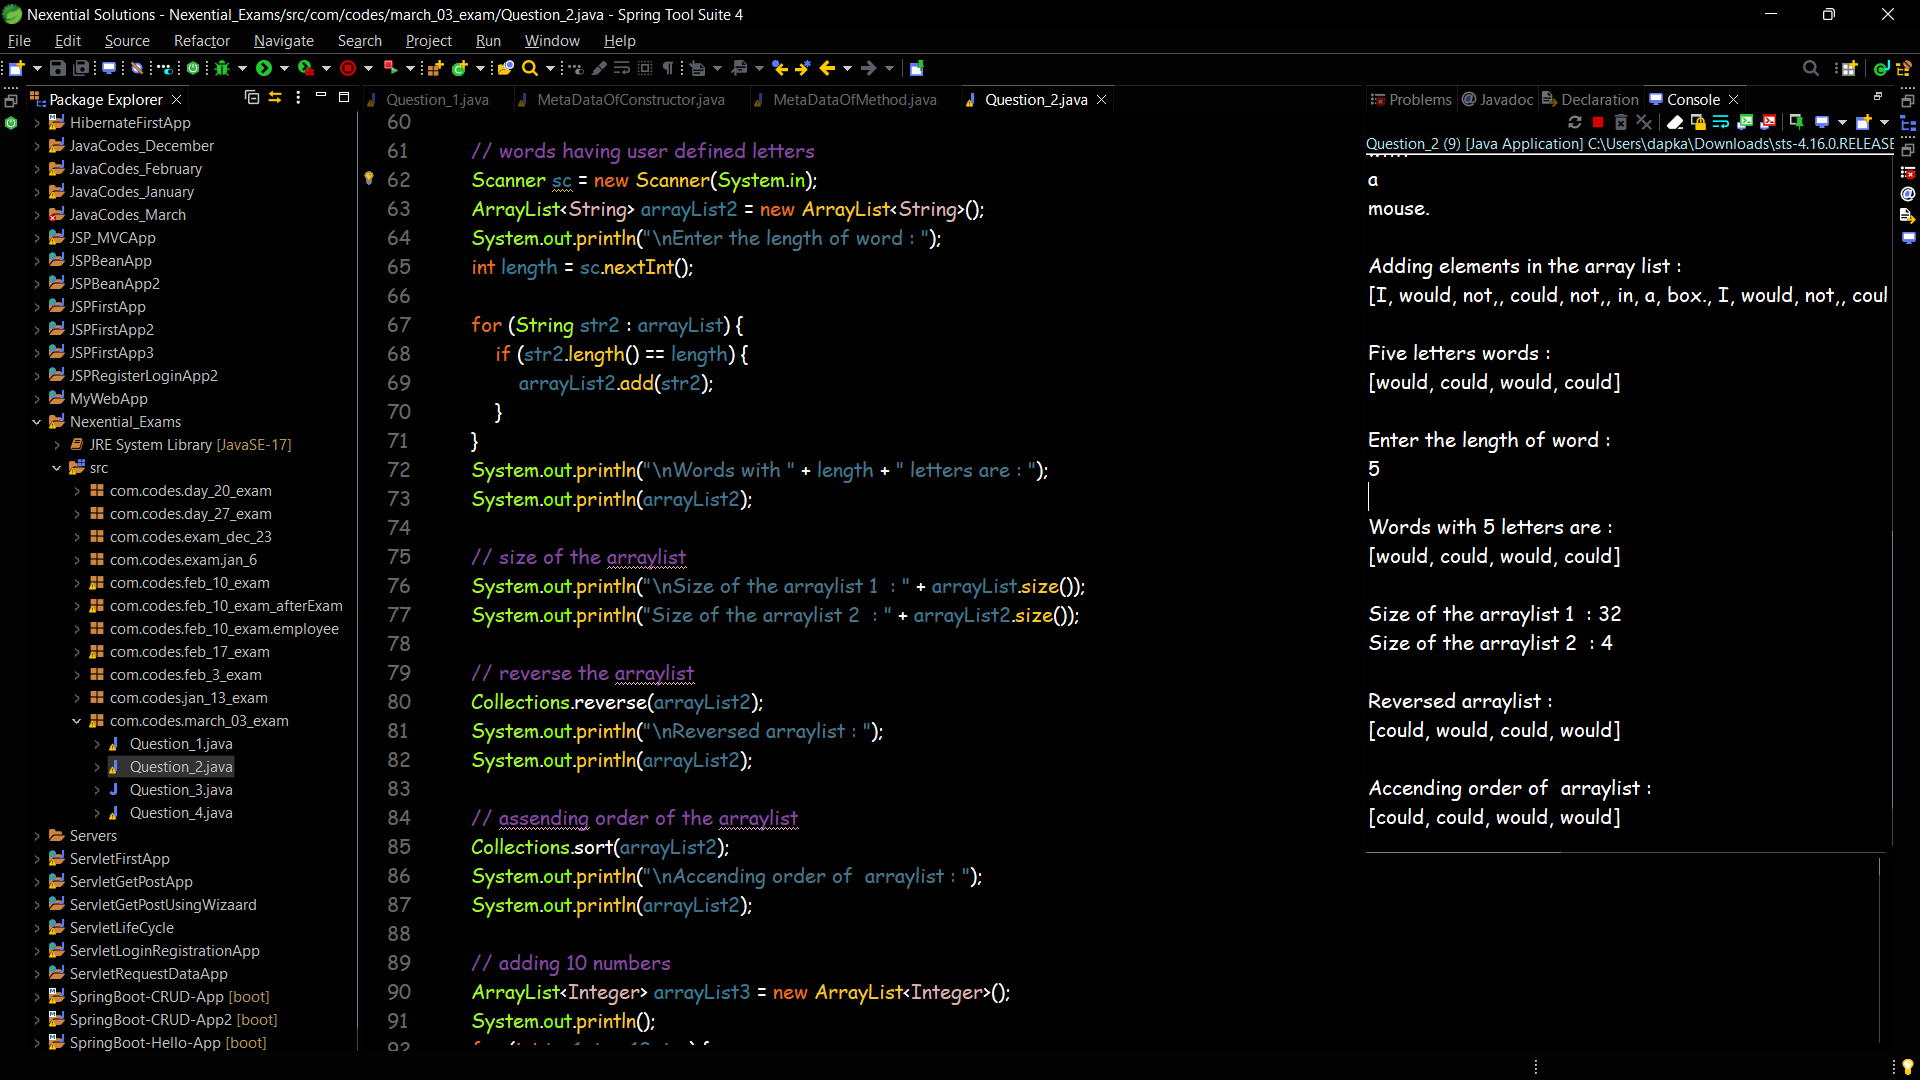 Nexential Solutions - Nexential_Exams/src/com/codes/march_03_exam/Question_2.java - Spring Tool Suite 4
File Edit Source Refactor Navigate Search Project Run Window Help
Package Explorer
HibernateFirstApp
JavaCodes_December
JavaCodes_February
JavaCodes_January
JavaCodes_March
JSP_MVCApp
JSPBeanApp
JSPBeanApp2
JSPFirstApp
JSPFirstApp2
JSPFirstApp3
JSPRegisterLoginApp2
MyWebApp
Nexential_Exams
JRE System Library [JavaSE-17]
src
com.codes.day_20_exam
com.codes.day_27_exam
com.codes.exam_dec_23
com.codes.exam.jan_6
com.codes.feb_10_exam
com.codes.feb_10_exam_afterExam
com.codes.feb_10_exam.employee
com.codes.feb_17_exam
com.codes.feb_3_exam
com.codes.jan_13_exam
com.codes.march_03_exam
Question_1.java
Question_2.java
Question_3.java
Question_4.java
Servers
ServletFirstApp
ServletGetPostApp
ServletGetPostUsingWizaard
ServletLifeCycle
ServletLoginRegistrationApp
ServletRequestDataApp
SpringBoot-CRUD-App [boot]
SpringBoot-CRUD-App2 [boot]
SpringBoot-Hello-App [boot]
Question_1.java MetaDataOfConstructor.java MetaDataOfMethod.java Question_2.java
60
61 // words having user defined letters
62 Scanner sc = new Scanner(System.in);
63 ArrayList<String> arrayList2 = new ArrayList<String>();
64 System.out.println("\nEnter the length of word : ");
65 int length = sc.nextInt();
66
67 for (String str2 : arrayList) {
68 if (str2.length() == length) {
69 arrayList2.add(str2);
70 }
71 }
72 System.out.println("\nWords with " + length + " letters are : ");
73 System.out.println(arrayList2);
74
75 // size of the arraylist
76 System.out.println("\nSize of the arraylist 1  : " + arrayList.size());
77 System.out.println("Size of the arraylist 2  : " + arrayList2.size());
78
79 // reverse the arraylist
80 Collections.reverse(arrayList2);
81 System.out.println("\nReversed arraylist : ");
82 System.out.println(arrayList2);
83
84 // assending order of the arraylist
85 Collections.sort(arrayList2);
86 System.out.println("\nAccending order of  arraylist : ");
87 System.out.println(arrayList2);
88
89 // adding 10 numbers
90 ArrayList<Integer> arrayList3 = new ArrayList<Integer>();
91 System.out.println();
92
Problems Javadoc Declaration Console
Question_2 (9) [Java Application] C:\Users\dapka\Downloads\sts-4.16.0.RELEASE
a
mouse.
Adding elements in the array list :
[I, would, not,, could, not,, in, a, box., I, would, not,, coul
Five letters words :
[would, could, would, could]
Enter the length of word :
5
Words with 5 letters are :
[would, could, would, could]
Size of the arraylist 1  : 32
Size of the arraylist 2  : 4
Reversed arraylist :
[could, would, could, would]
Accending order of  arraylist :
[could, could, would, would]